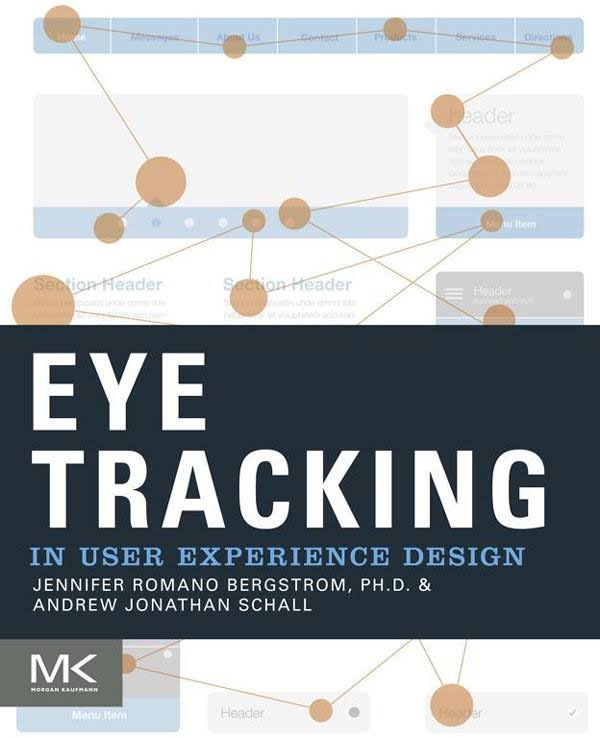 Home Messages About Us Contact Products Services Directions
Header
Menu Item
Section Header Section Header
Header
EYE
TRACKING
IN USER EXPERIENCE DESIGN
JENNIFER ROMANO BERGSTROM, PH.D. &
ANDREW JONATHAN SCHALL
MK
MORGAN KAUFMANN
Menu Item
Header
Header